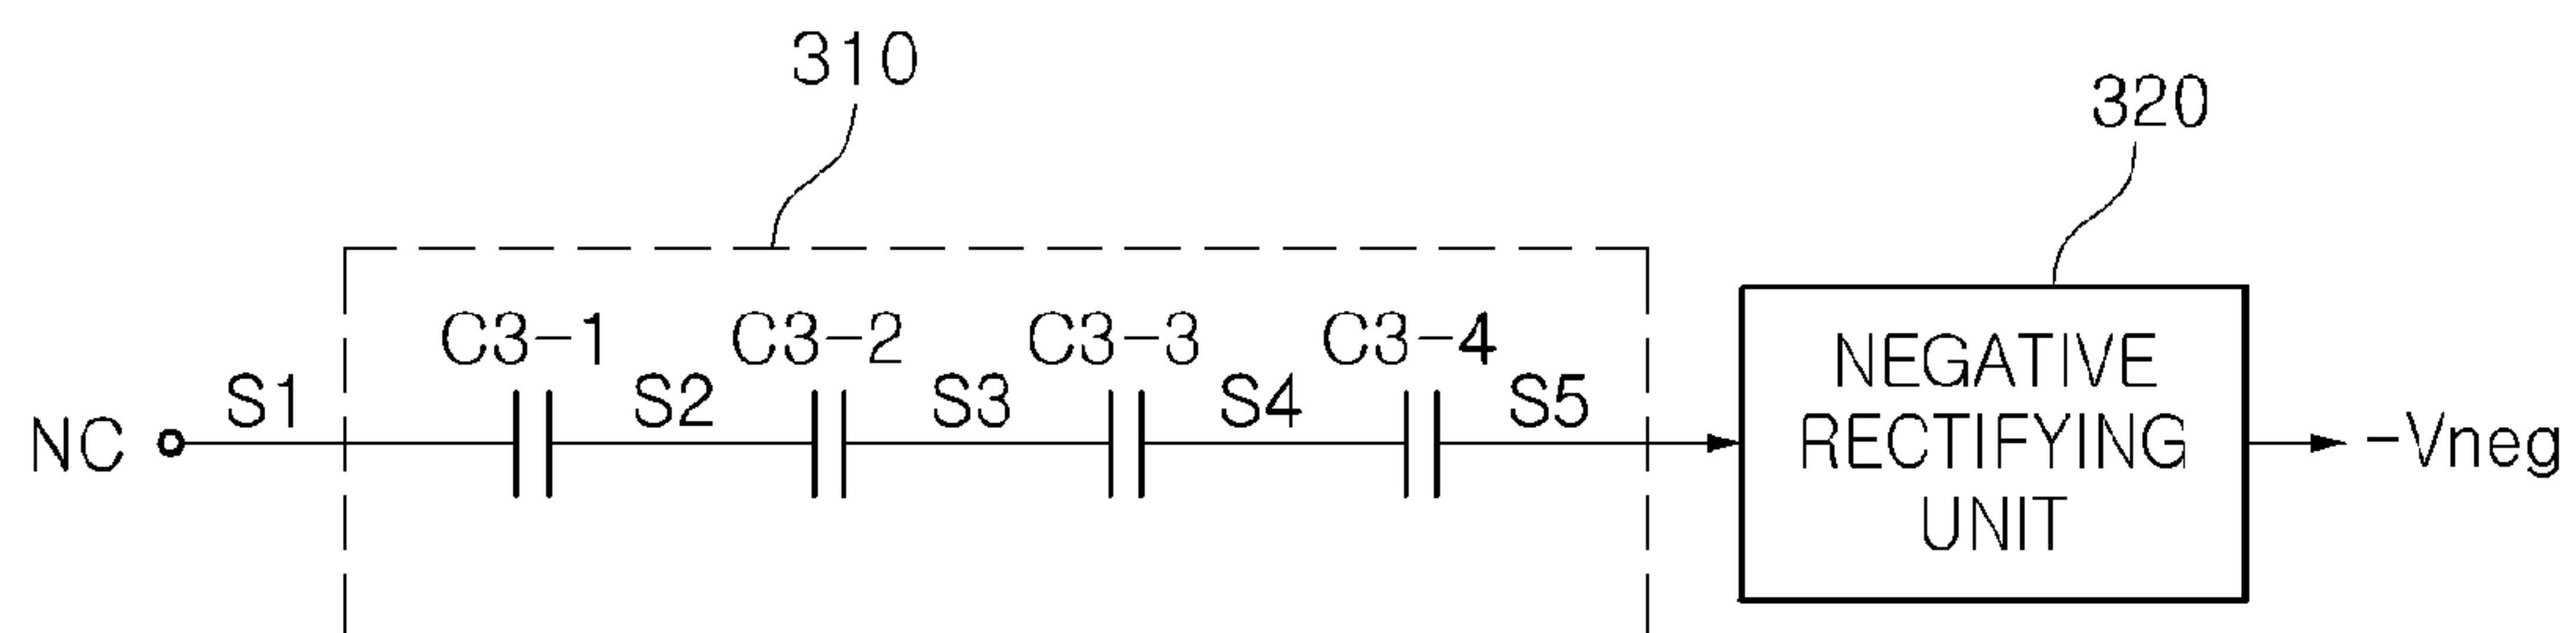 310
320
C3-1 C3-2 C3-3 C3-4
S1 S2 S3 S4 S5
NC
NEGATIVE
RECTIFYING
UNIT
-Vneg